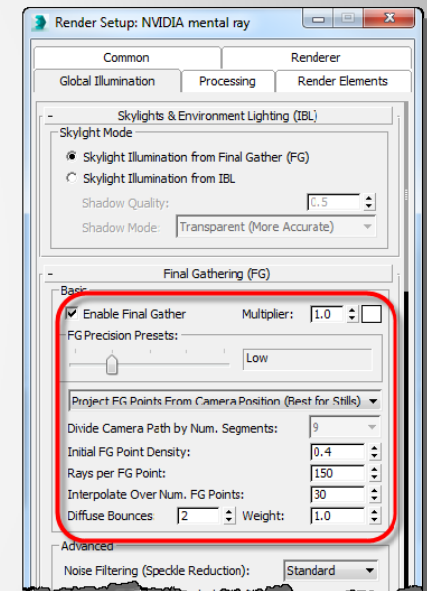 Render Setup: NVIDIA mental ray
Common Renderer
Global Illumination Processing Render Elements
- Skylights & Environment Lighting (IBL)
Skylight Mode
Skylight Illumination from Final Gather (FG)
Skylight Illumination from IBL
Shadow Quality: 0.5
Shadow Mode: Transparent (More Accurate)
- Final Gathering (FG)
Basic
Enable Final Gather Multiplier: 1.0
FG Precision Presets:
Low
Project FG Points From Camera Position (Best for Stills)
Divide Camera Path by Num. Segments: 9
Initial FG Point Density: 0.4
Rays per FG Point: 150
Interpolate Over Num. FG Points: 30
Diffuse Bounces 2 Weight: 1.0
Advanced
Noise Filtering (Speckle Reduction): Standard